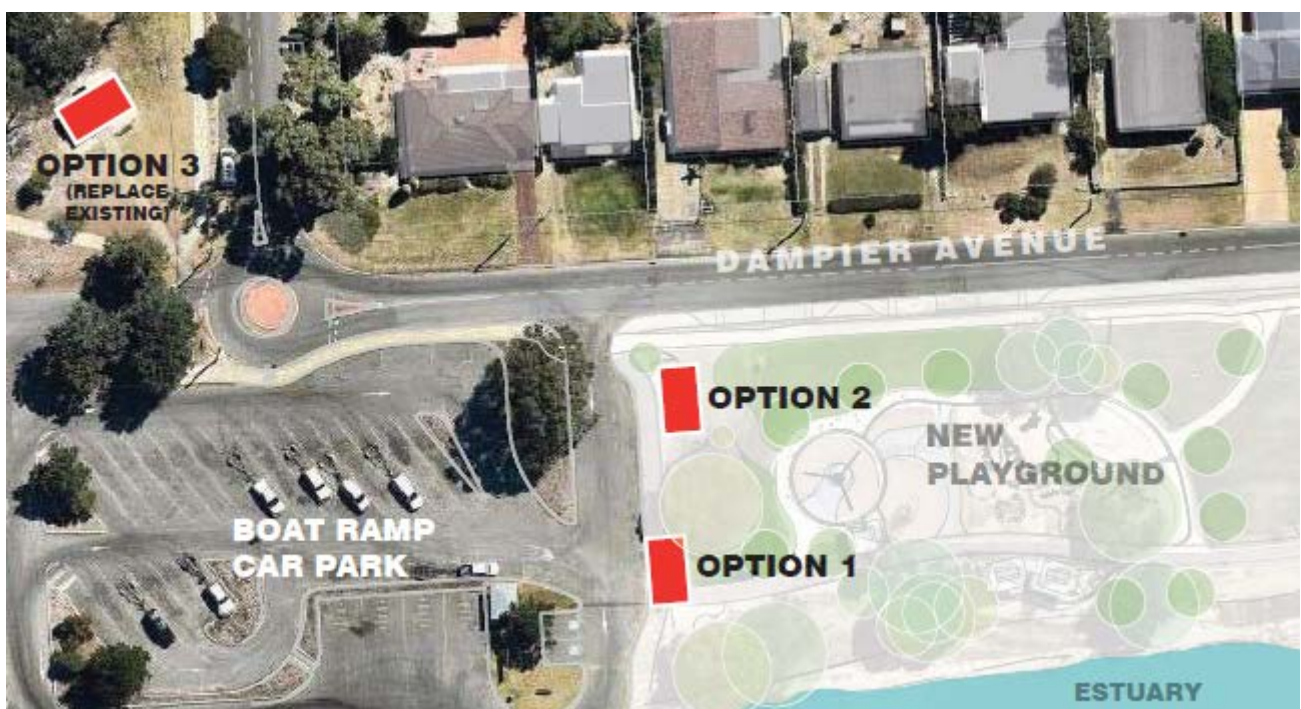 OPTION 3
(REPLACE
EXISTING)
DAMPIER AVENUE
OPTION 2
NEW
PLAYGROUND
BOAT RAMP
CAR PARK
OPTION 1
ESTUARY